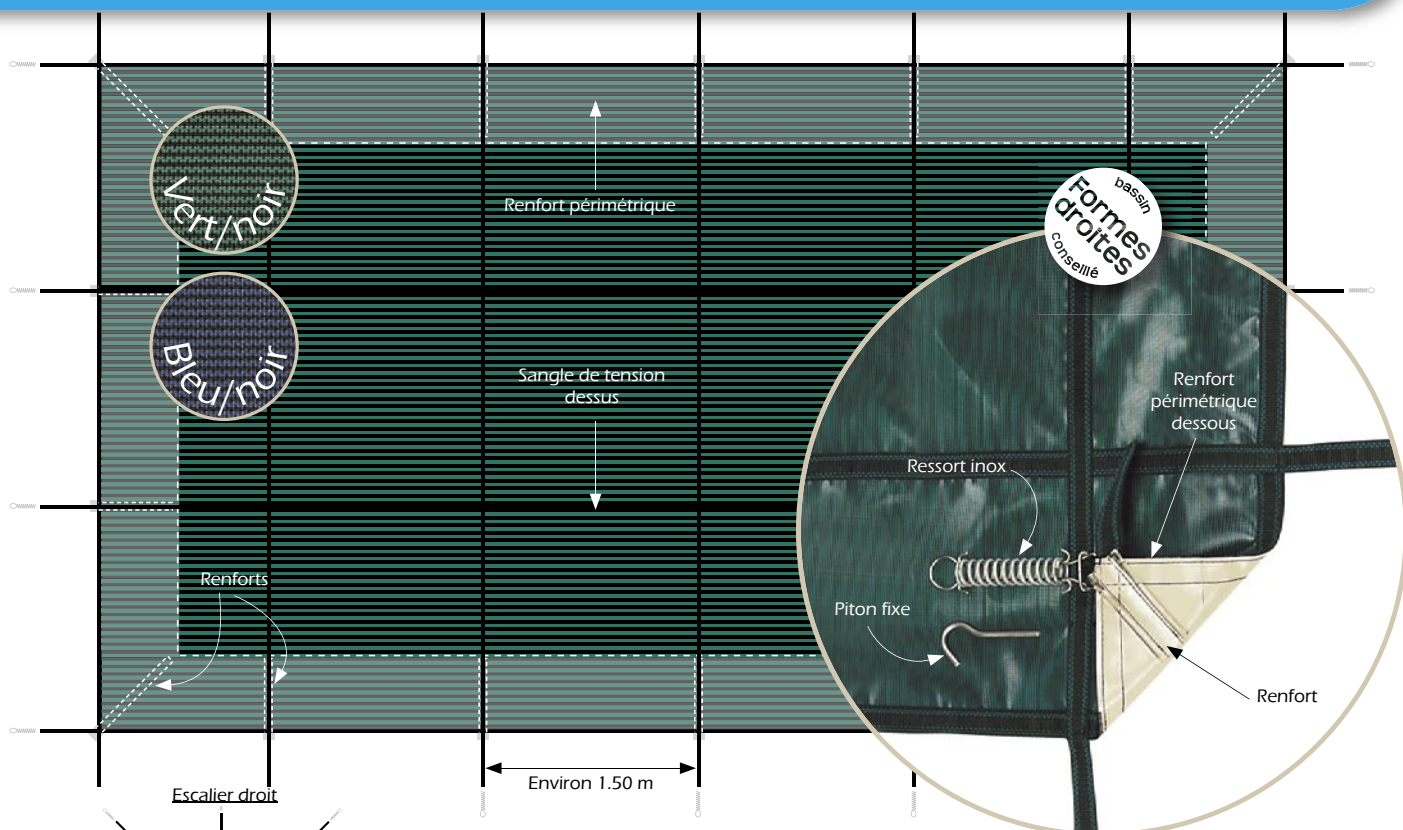 Vert/noir
Renfort périmétrique
bassin
Formes
droites
conseillé
Bleu/noir
Sangle de tension
dessus
Renfort
périmétrique
dessous
Ressort inox
Renforts
Piton fixe
Renfort
Environ 1.50 m
Escalier droit